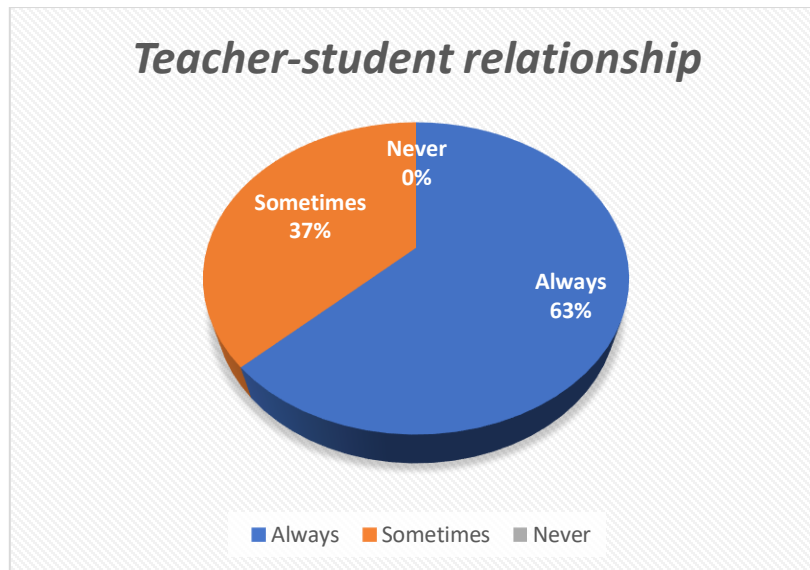 Teacher-student relationship
Never
0%
Sometimes
37%
Always
63%
Always Sometimes Never